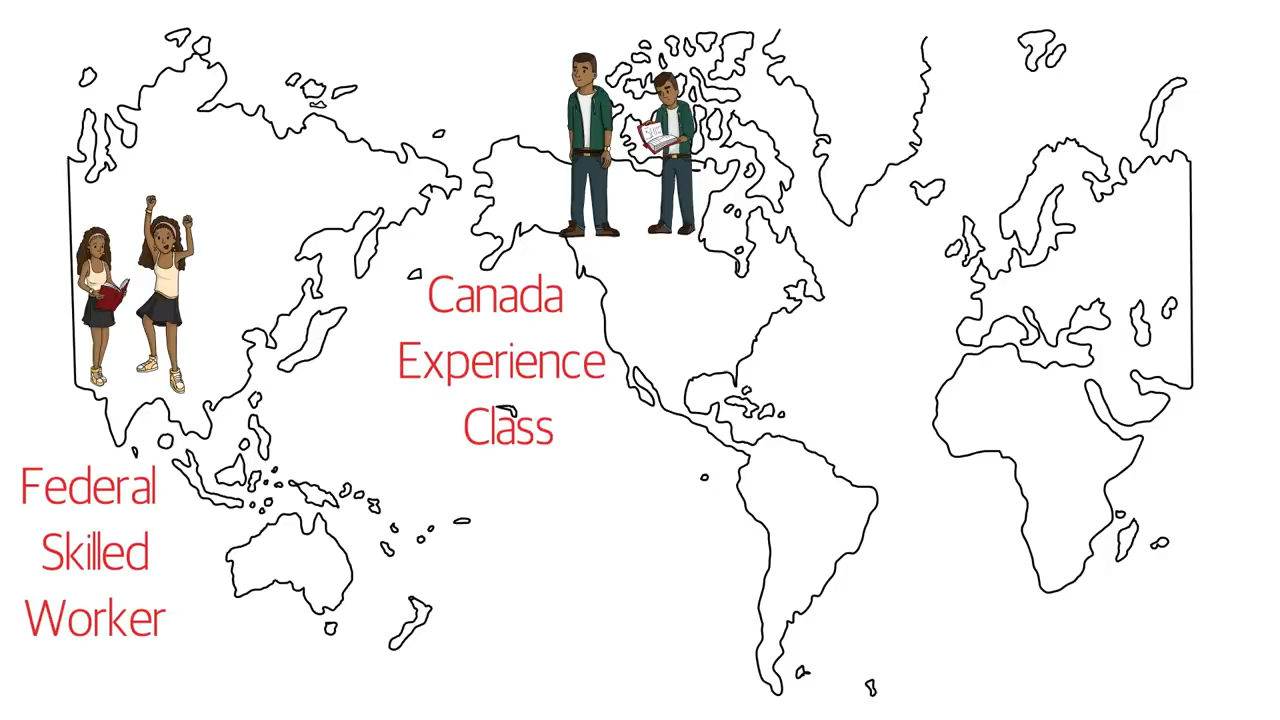 Canada
Experience
Class
Federal
Skilled
Worker